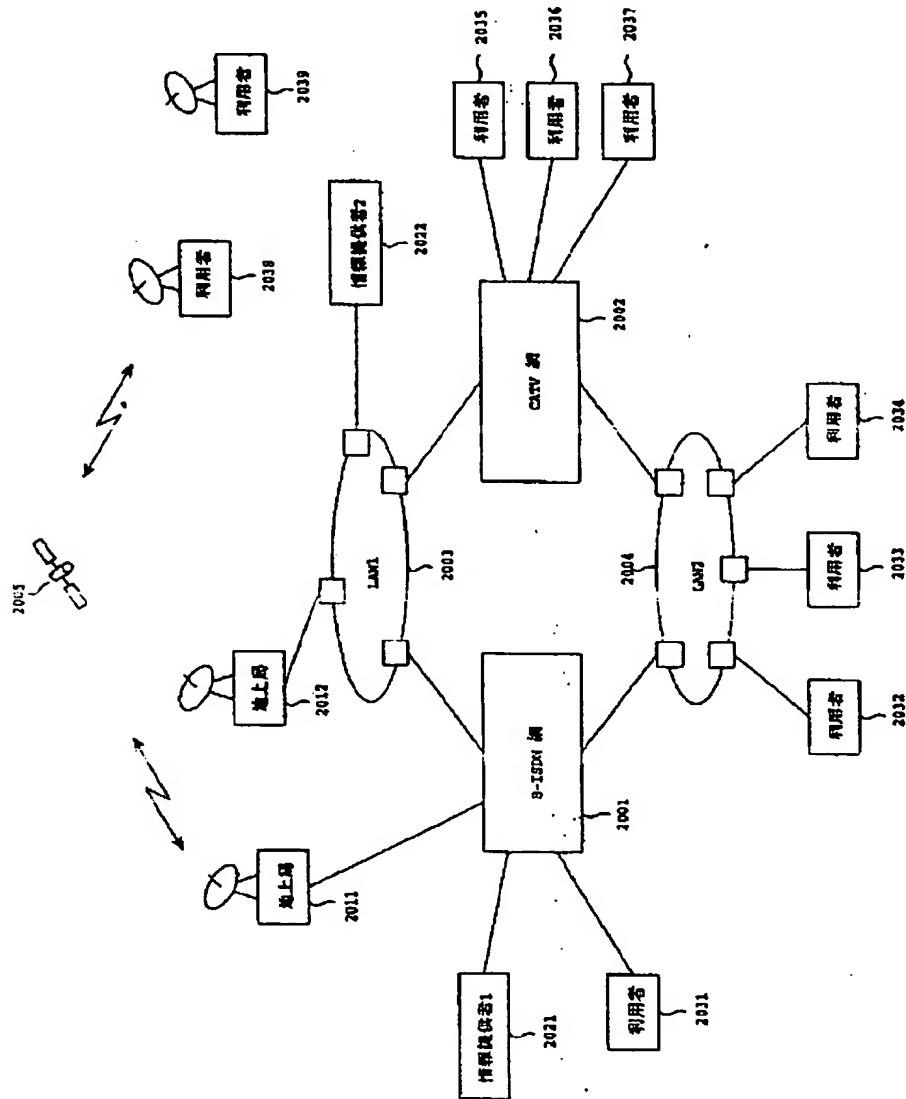 2005
地上局
2011
地上局
2012
利用者
2038
利用者
2039
LAN1
2003
情報提供者2
2022
情報提供者1
2021
利用者
2031
B-ISDN 網
2001
CATV 網
2002
利用者
2035
利用者
2036
利用者
2037
2004
LAN2
利用者
2032
利用者
2033
利用者
2034